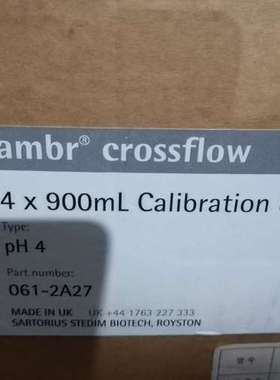 ambr® crossflow
4 x 900mL Calibration
Type:
pH 4
Part number:
061-2A27
MADE IN UK UK +44 1763 227 333
SARTORIUS STEDIM BIOTECH, ROYSTON